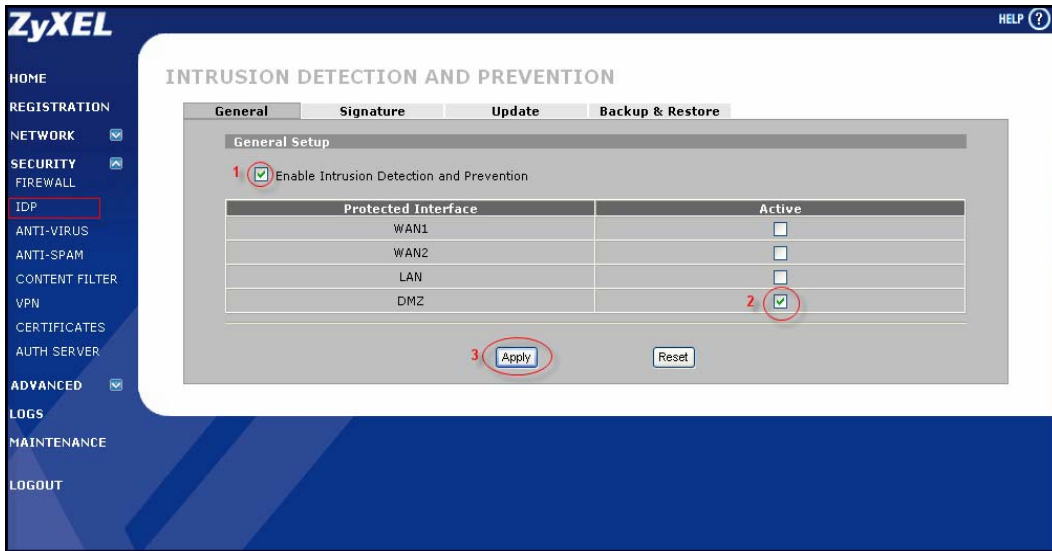 ZyXEL
HELP ?
HOME
REGISTRATION
NETWORK
SECURITY
FIREWALL
IDP
ANTI-VIRUS
ANTI-SPAM
CONTENT FILTER
VPN
CERTIFICATES
AUTH SERVER
ADVANCED
LOGS
MAINTENANCE
LOGOUT
INTRUSION DETECTION AND PREVENTION
General Signature Update Backup & Restore
General Setup
1 Enable Intrusion Detection and Prevention
Protected Interface Active
WAN1
WAN2
LAN
DMZ 2
3 Apply Reset